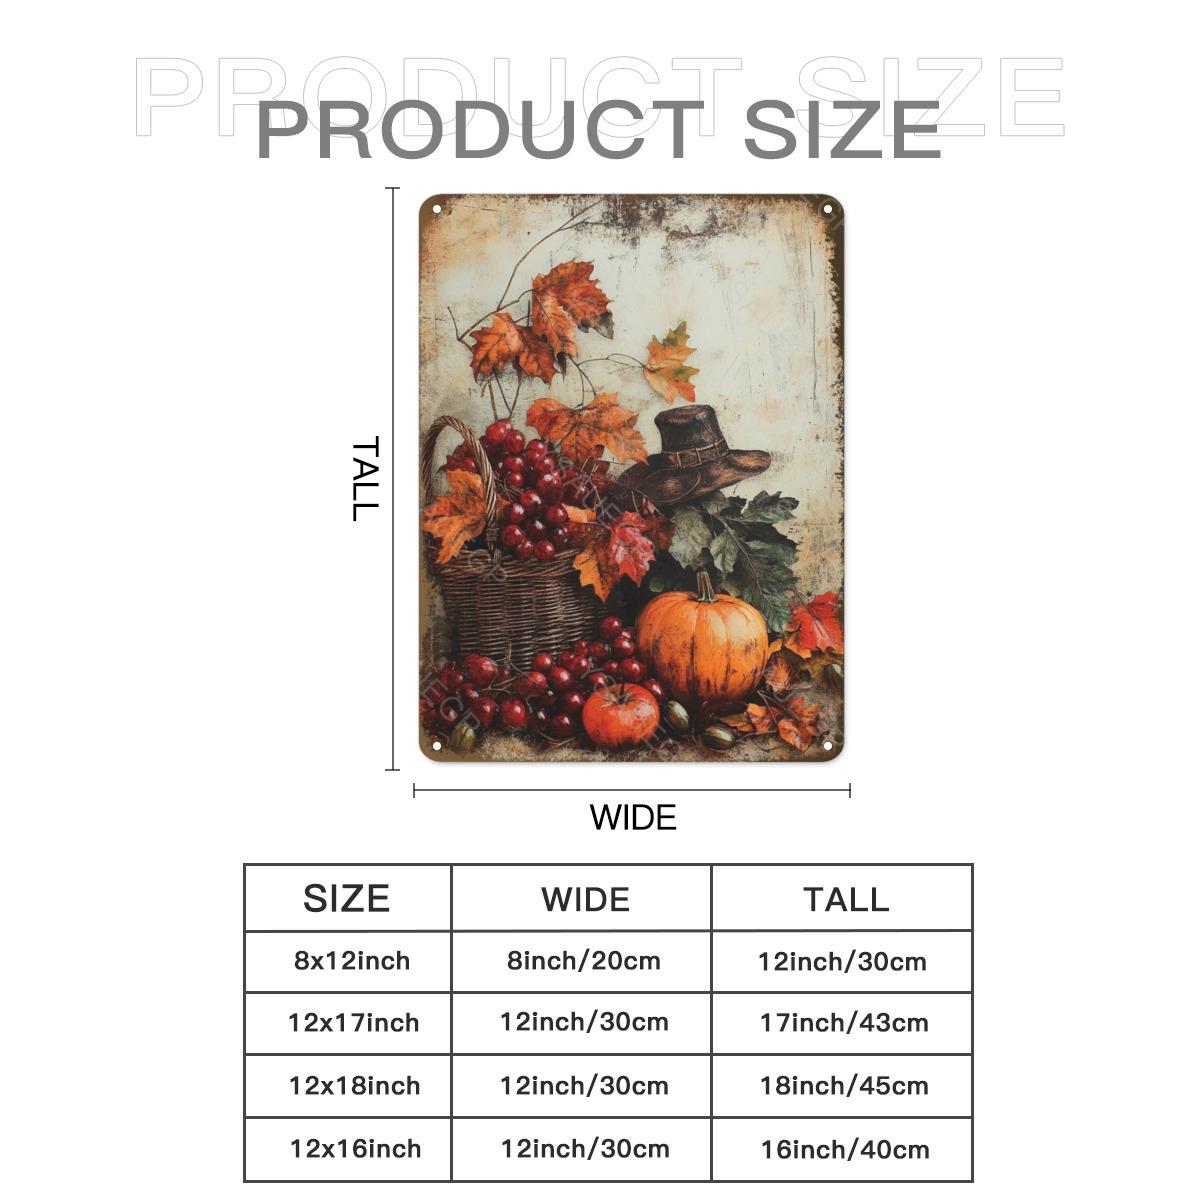 PRODUCT SIZE
PRODUCT SIZE
TALL
WIDE
SIZE WIDE TALL
8x12inch 8inch/20cm 12inch/30cm
12x17inch 12inch/30cm 17inch/43cm
12x18inch 12inch/30cm 18inch/45cm
12x16inch 12inch/30cm 16inch/40cm